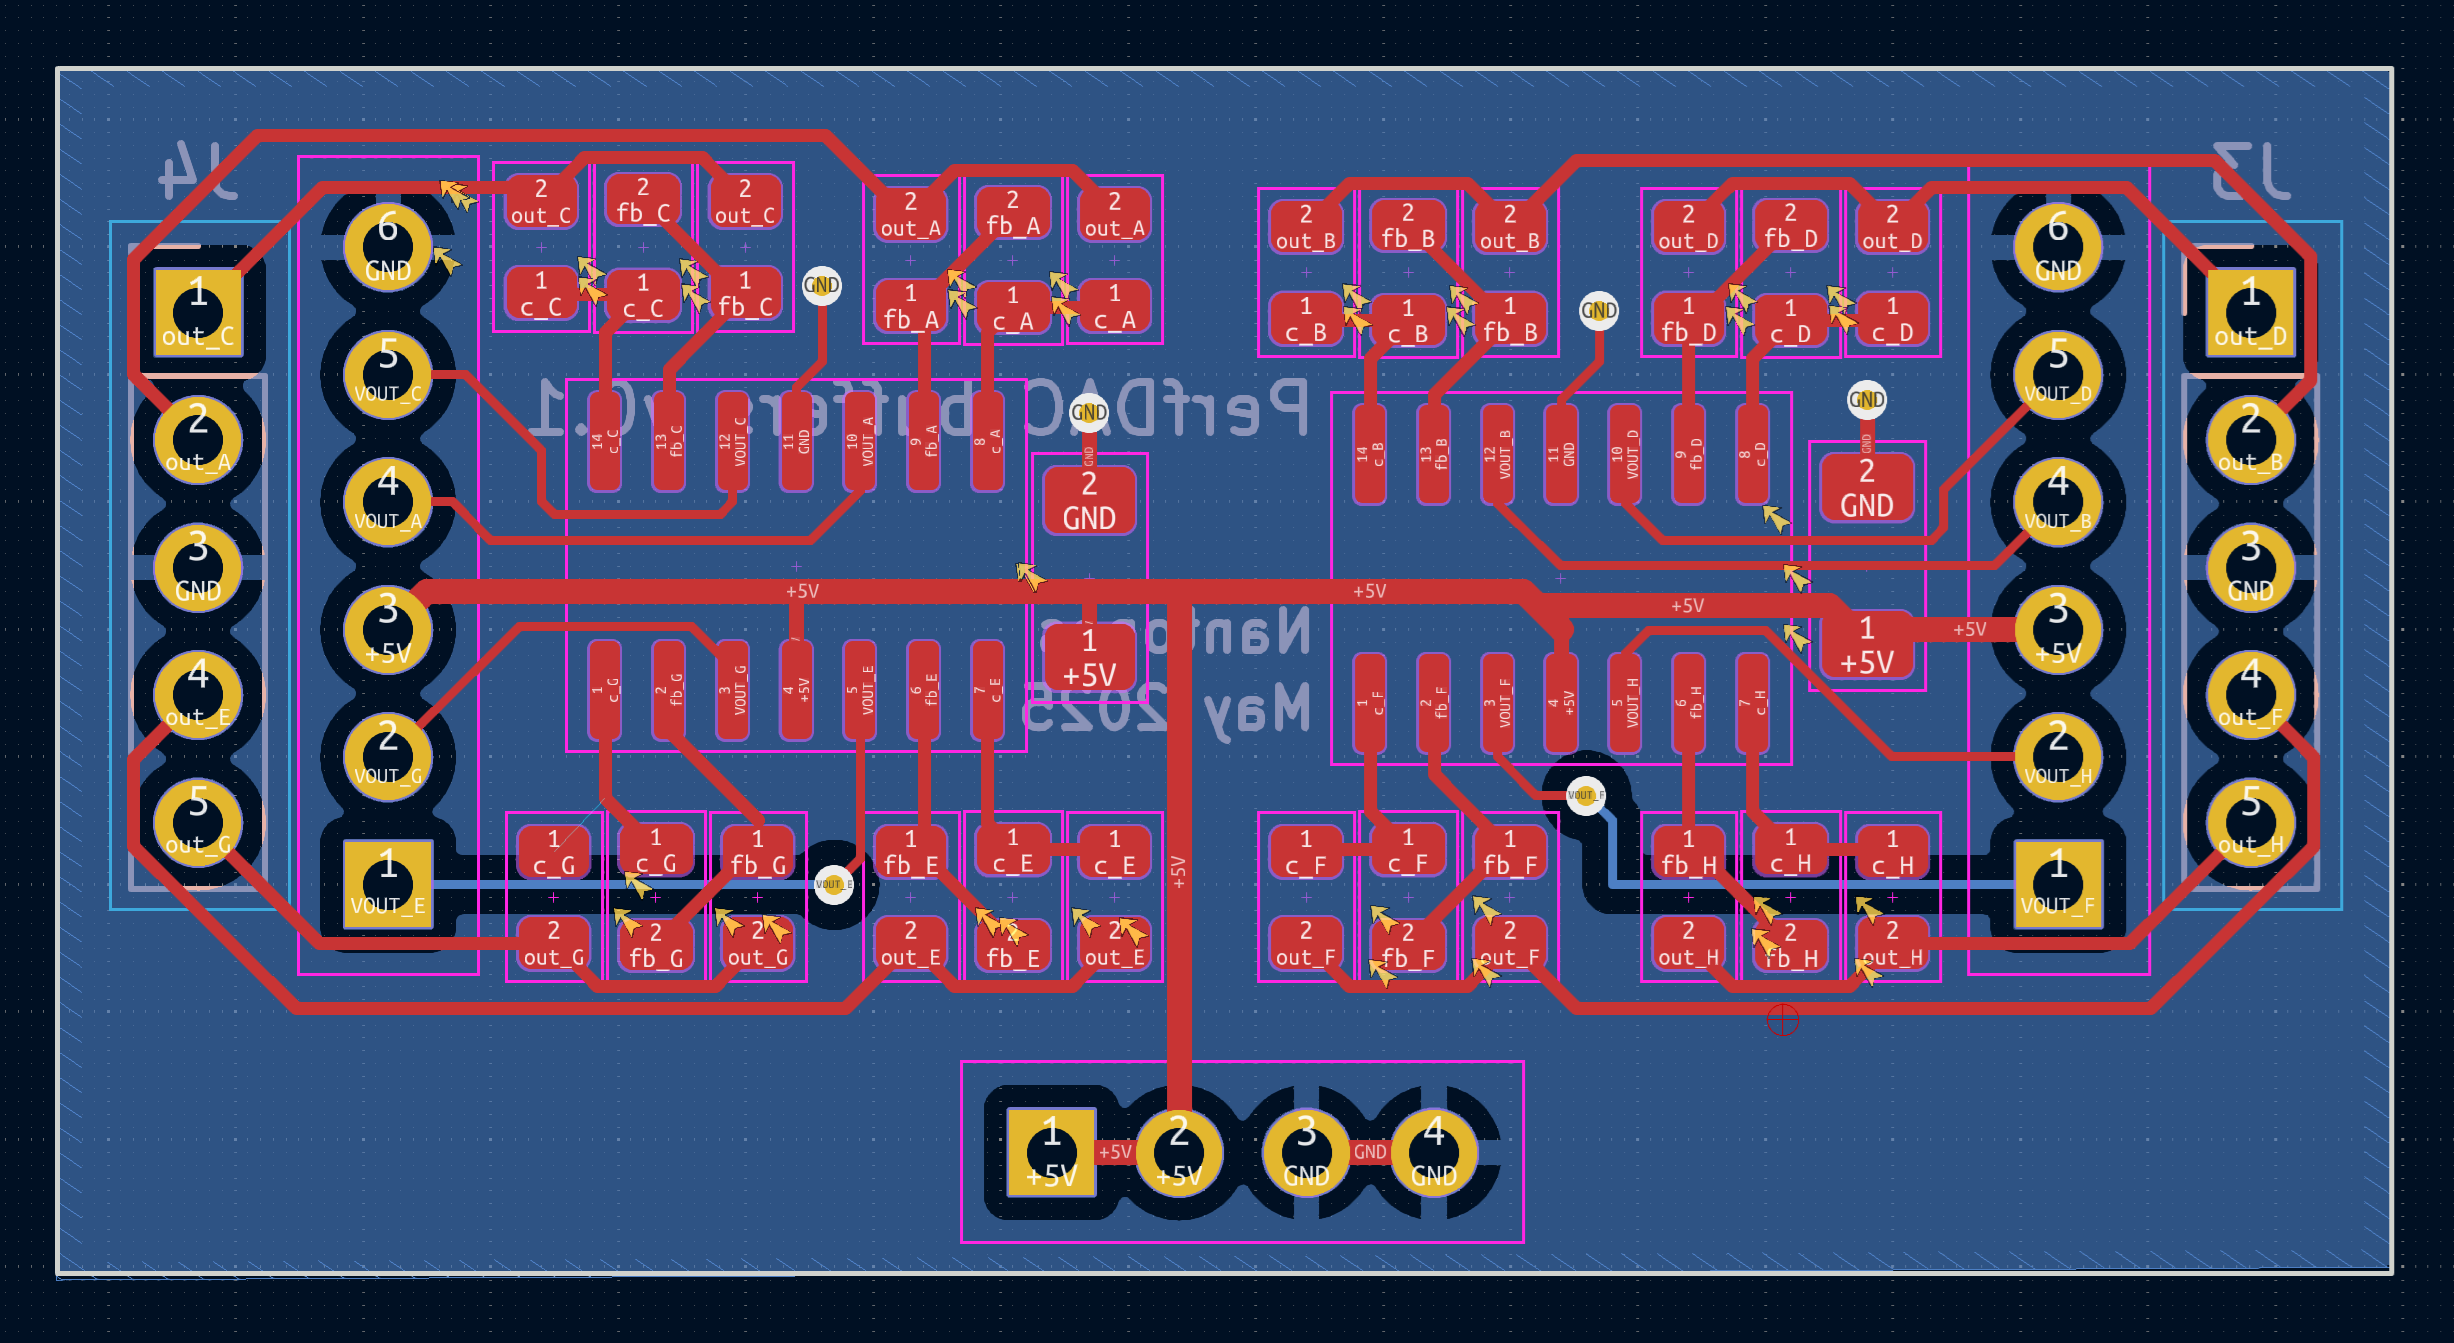 J4
J3
6
GND
5
VOUT_C
4
VOUT_A
3
+5V
2
VOUT_G
1
VOUT_E
1
out_C
2
out_A
3
GND
4
out_E
5
out_G
2
out_C
2
fb_C
2
out_C
1
c_C
1
c_C
1
fb_C
GND
2
out_A
2
fb_A
2
out_A
1
fb_A
1
c_A
1
c_A
2
out_B
2
fb_B
2
out_B
1
c_B
1
c_B
1
fb_B
GND
2
out_D
2
fb_D
2
out_D
1
fb_D
1
c_D
1
c_D
6
GND
5
VOUT_D
4
VOUT_B
3
+5V
2
VOUT_H
1
VOUT_F
1
out_D
2
out_B
3
GND
4
out_F
5
out_H
PerfDAC buffers v0.1
14
c_C
13
fb_C
12
VOUT_C
11
GND
10
VOUT_A
9
fb_A
8
c_A
GND
GND
2
GND
14
c_B
13
fb_B
12
VOUT_B
11
GND
10
VOUT_D
9
fb_D
8
c_D
GND
GND
2
GND
+5V
+5V
+5V
+5V
Nantonos
May 2025
1
c_G
2
fb_G
3
VOUT_G
4
+5V
5
VOUT_E
6
fb_E
7
c_E
1
+5V
1
c_F
2
fb_F
3
VOUT_F
4
+5V
5
VOUT_H
6
fb_H
7
c_H
1
+5V
VOUT_F
1
c_G
1
c_G
1
fb_G
VOUT_E
1
fb_E
1
c_E
1
c_E
+5V
1
c_F
1
c_F
1
fb_F
1
fb_H
1
c_H
1
c_H
2
out_G
2
fb_G
2
out_G
2
out_E
2
fb_E
2
out_E
2
out_F
2
fb_F
2
out_F
2
out_H
2
fb_H
2
out_H
1
+5V
+5V
2
+5V
3
GND
GND
4
GND